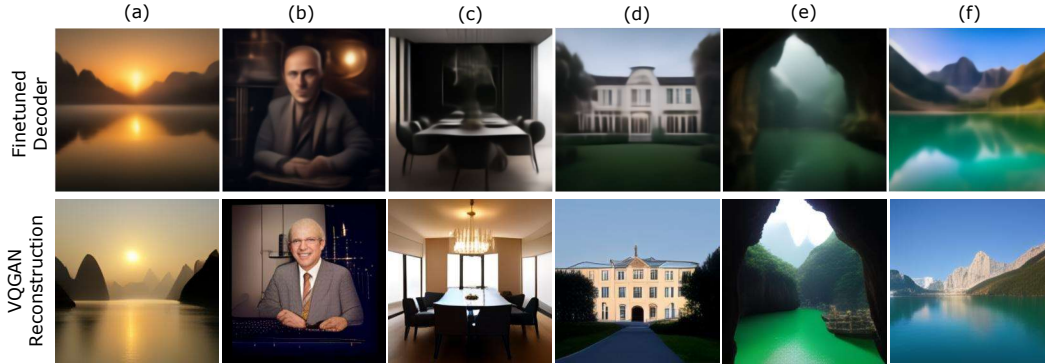 (a) (b) (c) (d) (e) (f)
Finetuned
Decoder
VQGAN
Reconstruction